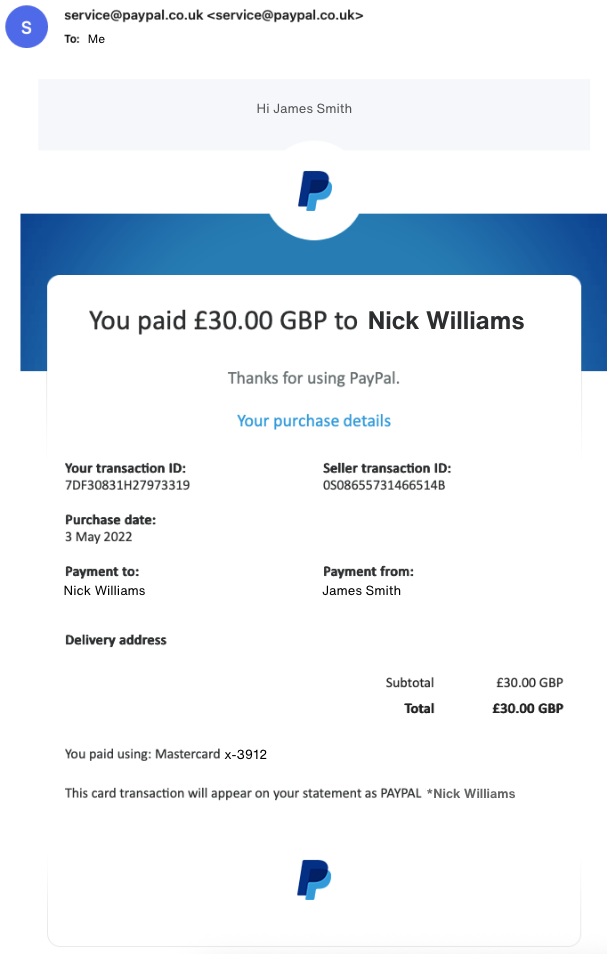 S
service@paypal.co.uk <service@paypal.co.uk>
To: Me
Hi James Smith
You paid £30.00 GBP to Nick Williams
Thanks for using PayPal.
Your purchase details
Your transaction ID: Seller transaction ID:
7DF30831H27973319 0S08655731466514B
Purchase date:
3 May 2022
Payment to: Payment from:
Nick Williams James Smith
Delivery address
Subtotal £30.00 GBP
Total £30.00 GBP
You paid using: Mastercard x-3912
This card transaction will appear on your statement as PAYPAL *Nick Williams